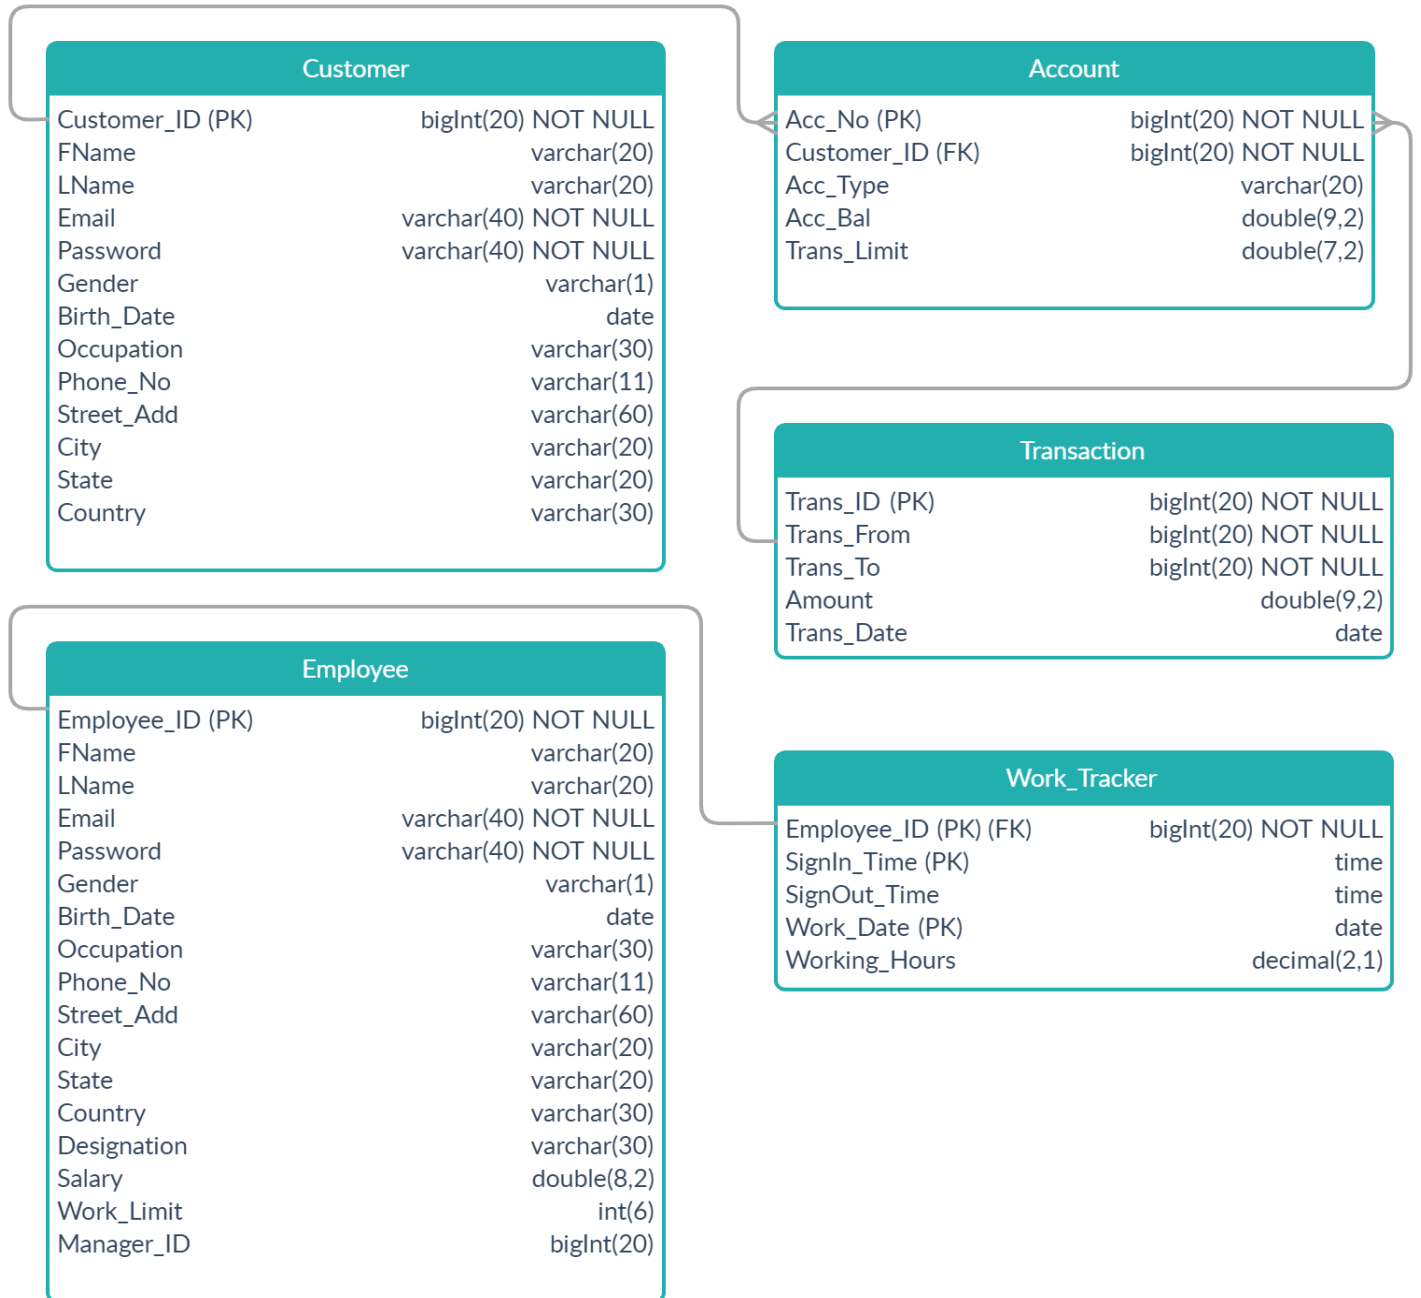 Customer
Customer_ID (PK) bigInt(20) NOT NULL
FName varchar(20)
LName varchar(20)
Email varchar(40) NOT NULL
Password varchar(40) NOT NULL
Gender varchar(1)
Birth_Date date
Occupation varchar(30)
Phone_No varchar(11)
Street_Add varchar(60)
City varchar(20)
State varchar(20)
Country varchar(30)
Account
Acc_No (PK) bigInt(20) NOT NULL
Customer_ID (FK) bigInt(20) NOT NULL
Acc_Type varchar(20)
Acc_Bal double(9,2)
Trans_Limit double(7,2)
Transaction
Trans_ID (PK) bigInt(20) NOT NULL
Trans_From bigInt(20) NOT NULL
Trans_To bigInt(20) NOT NULL
Amount double(9,2)
Trans_Date date
Employee
Employee_ID (PK) bigInt(20) NOT NULL
FName varchar(20)
LName varchar(20)
Email varchar(40) NOT NULL
Password varchar(40) NOT NULL
Gender varchar(1)
Birth_Date date
Occupation varchar(30)
Phone_No varchar(11)
Street_Add varchar(60)
City varchar(20)
State varchar(20)
Country varchar(30)
Designation varchar(30)
Salary double(8,2)
Work_Limit int(6)
Manager_ID bigInt(20)
Work_Tracker
Employee_ID (PK) (FK) bigInt(20) NOT NULL
SignIn_Time (PK) time
SignOut_Time time
Work_Date (PK) date
Working_Hours decimal(2,1)